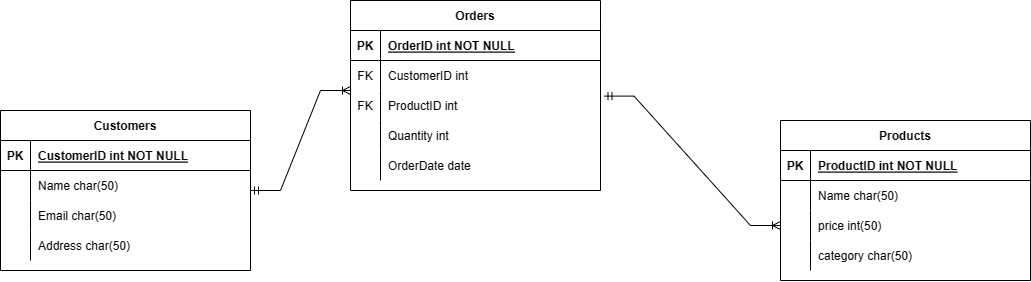 Orders
PK OrderID int NOT NULL
FK CustomerID int
FK ProductID int
Quantity int
OrderDate date
Customers
PK CustomerID int NOT NULL
Name char(50)
Email char(50)
Address char(50)
Products
PK ProductID int NOT NULL
Name char(50)
price int(50)
category char(50)